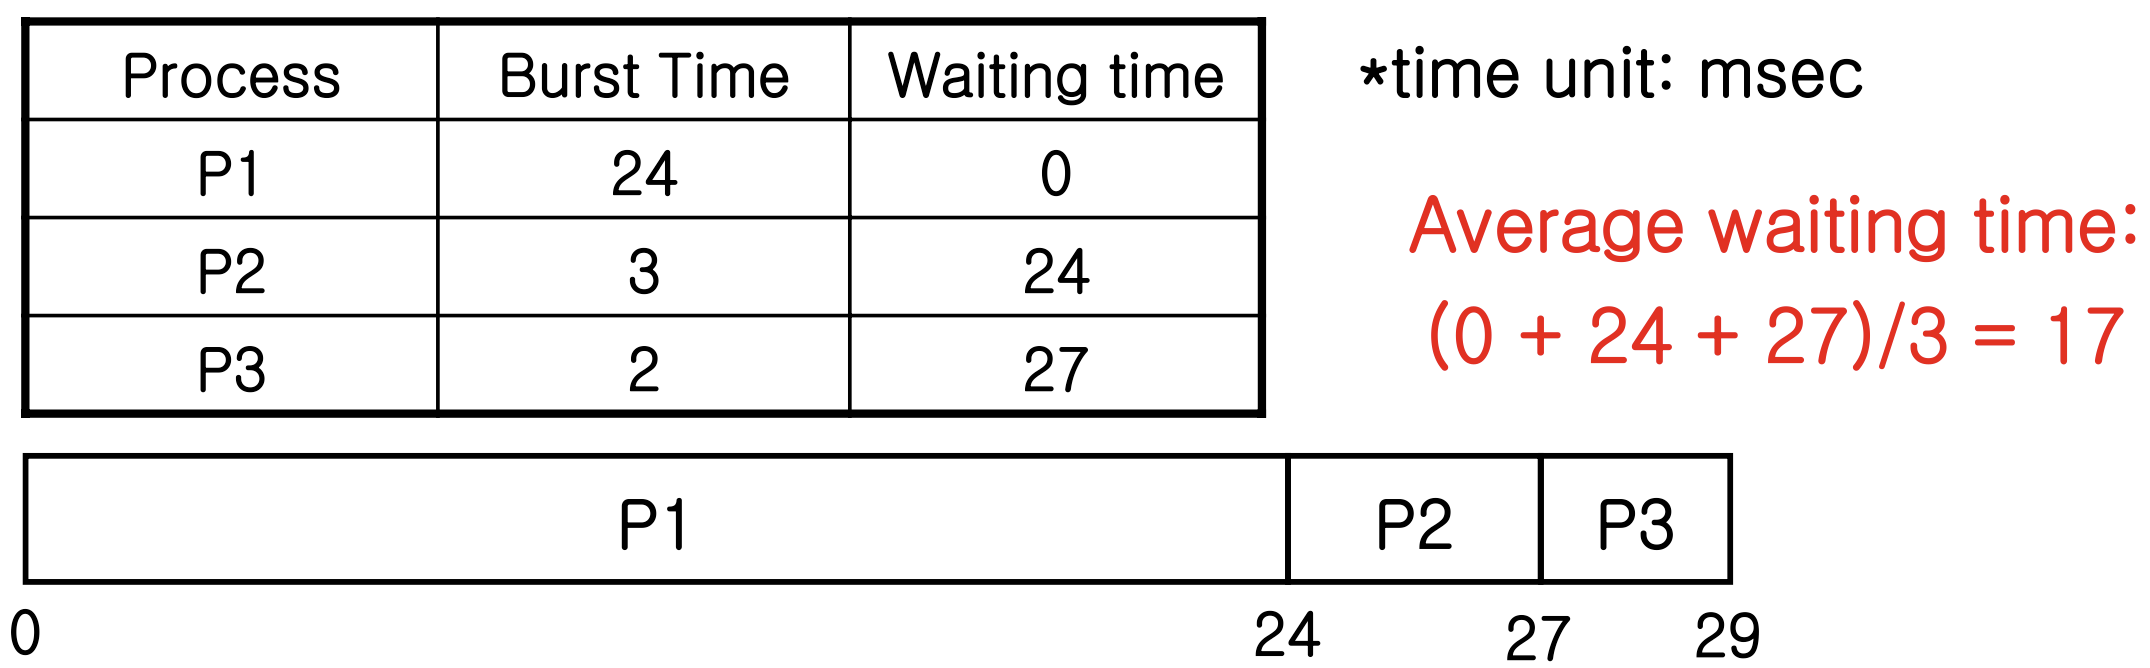 Process Burst Time Waiting time
P1 24 0
P2 3 24
P3 2 27
*time unit: msec
Average waiting time:
(0 + 24 + 27)/3 = 17
P1 P2 P3
0 24 27 29